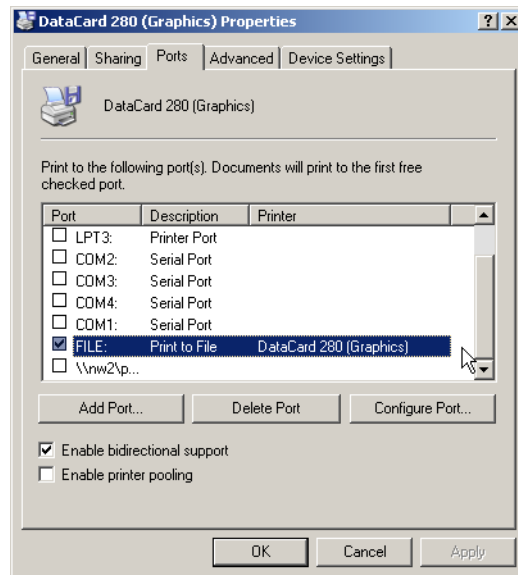 DataCard 280 (Graphics) Properties
General Sharing Ports Advanced Device Settings
DataCard 280 (Graphics)
Print to the following port(s). Documents will print to the first free
checked port.
Port Description Printer
LPT3: Printer Port
COM2: Serial Port
COM3: Serial Port
COM4: Serial Port
COM1: Serial Port
FILE: Print to File DataCard 280 (Graphics)
\\nw2\p...
Add Port... Delete Port Configure Port...
Enable bidirectional support
Enable printer pooling
OK Cancel Apply